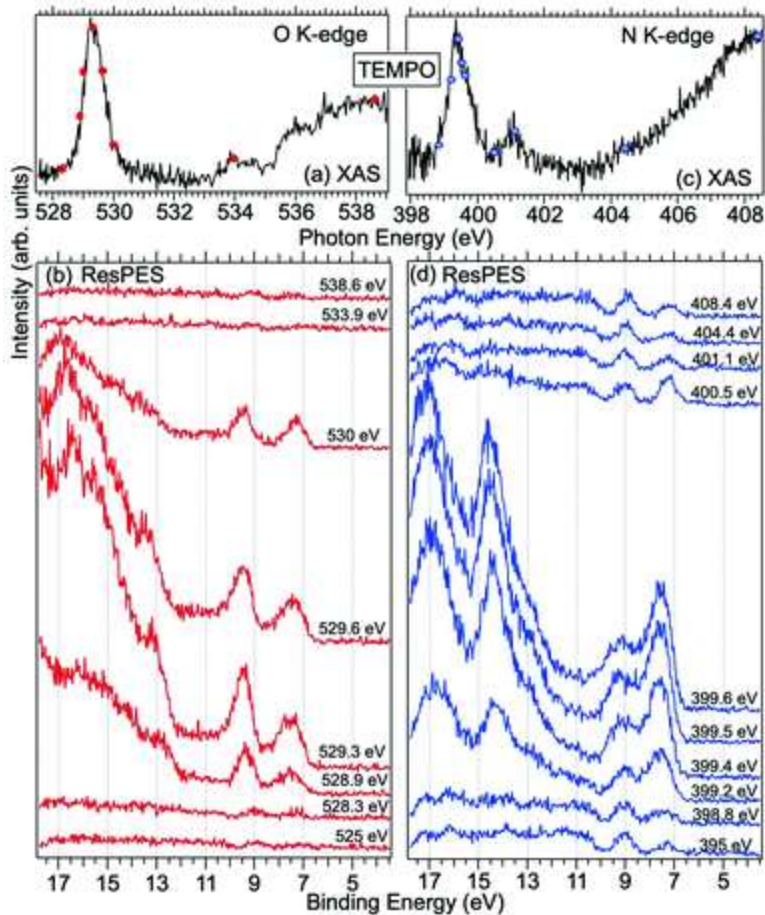 O K-edge
N K-edge
TEMPO
(a) XAS
(c) XAS
528 530 532 534 536 538
398 400 402 404 406 408
Photon Energy (eV)
Intensity (arb. units)
(b) ResPES
538.6 eV
533.9 eV
530 eV
529.6 eV
529.3 eV
528.9 eV
528.3 eV
525 eV
17 15 13 11 9 7 5
(d) ResPES
408.4 eV
404.4 eV
401.1 eV
400.5 eV
399.6 eV
399.5 eV
399.4 eV
399.2 eV
398.8 eV
395 eV
17 15 13 11 9 7 5
Binding Energy (eV)